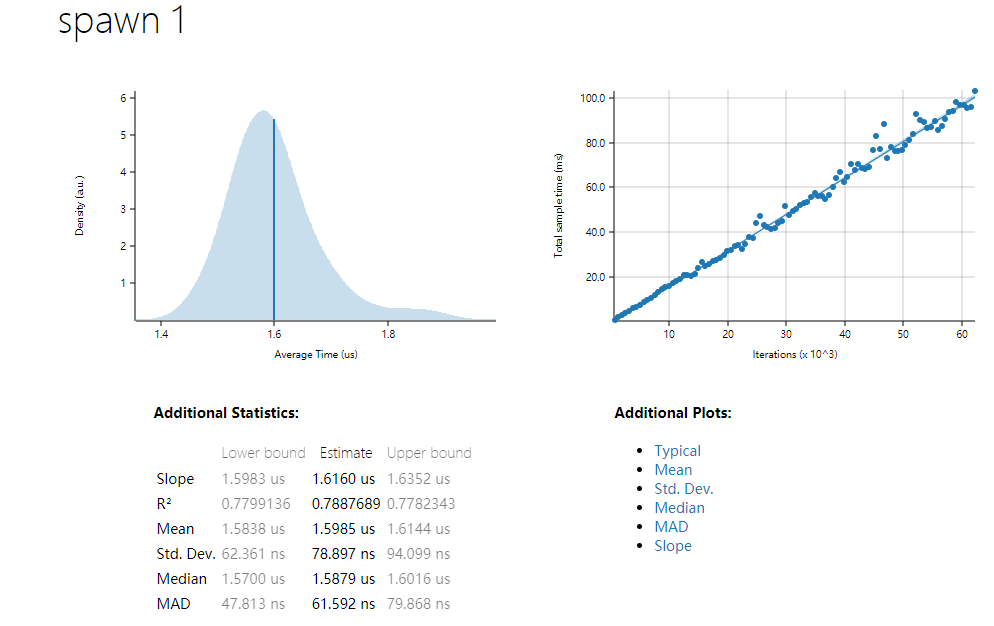 spawn 1
6
5
4
3
2
1
Density (a.u.)
1.4
1.6
1.8
Average Time (us)
100.0
80.0
60.0
40.0
20.0
Total sample time (ms)
10
20
30
40
50
60
Iterations (x 10^3)
Additional Statistics:
Lower bound Estimate Upper bound
Slope 1.5983 us 1.6160 us 1.6352 us
R² 0.7799136 0.7887689 0.7782343
Mean 1.5838 us 1.5985 us 1.6144 us
Std. Dev. 62.361 ns 78.897 ns 94.099 ns
Median 1.5700 us 1.5879 us 1.6016 us
MAD 47.813 ns 61.592 ns 79.868 ns
Additional Plots:
Typical
Mean
Std. Dev.
Median
MAD
Slope